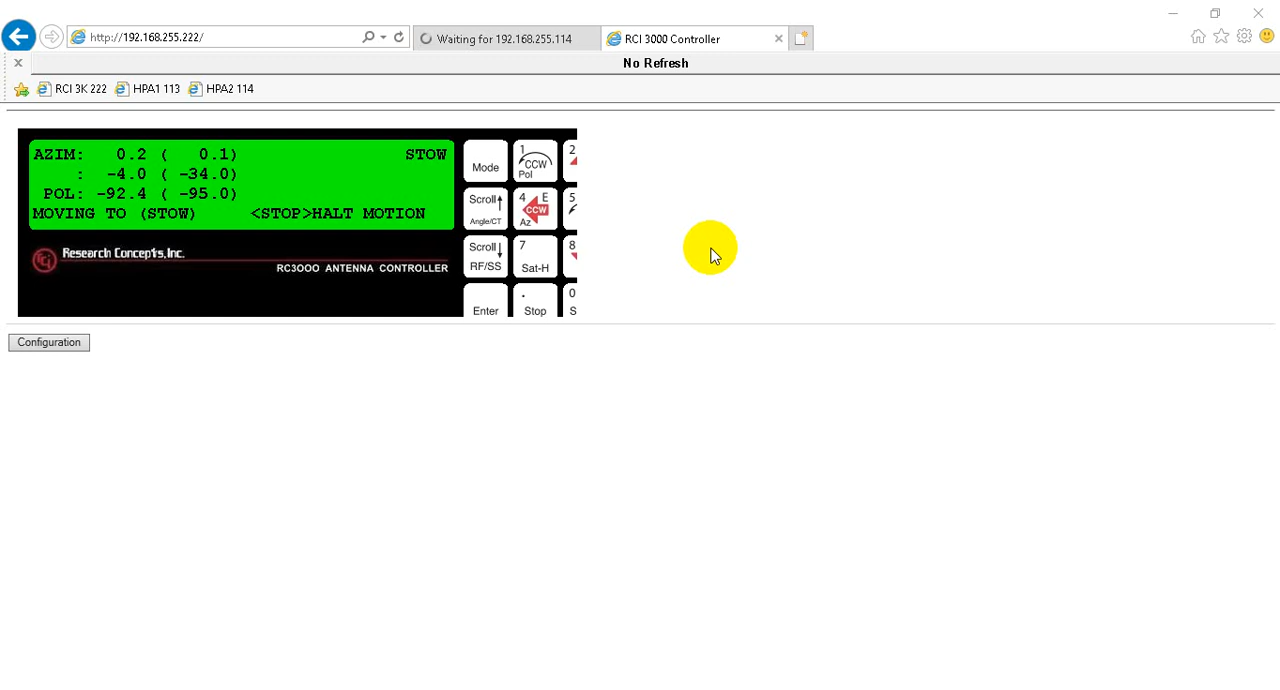 http://192.168.255.222/
Waiting for 192.168.255.114
RCI 3000 Controller
No Refresh
RCI 3K 222 HPA1 113 HPA2 114
AZIM: 0.2 ( 0.1) STOW
: -4.0 ( -34.0)
POL: -92.4 ( -95.0)
MOVING TO (STOW) <STOP>HALT MOTION
rci Research Concepts, Inc.
RC3000 ANTENNA CONTROLLER
Mode
1 CCW Pol
2
Scroll
Angle/CT
4 E CCW Az
5
Scroll
RF/SS
7 Sat-H
8
Enter
. Stop
0 S
Configuration